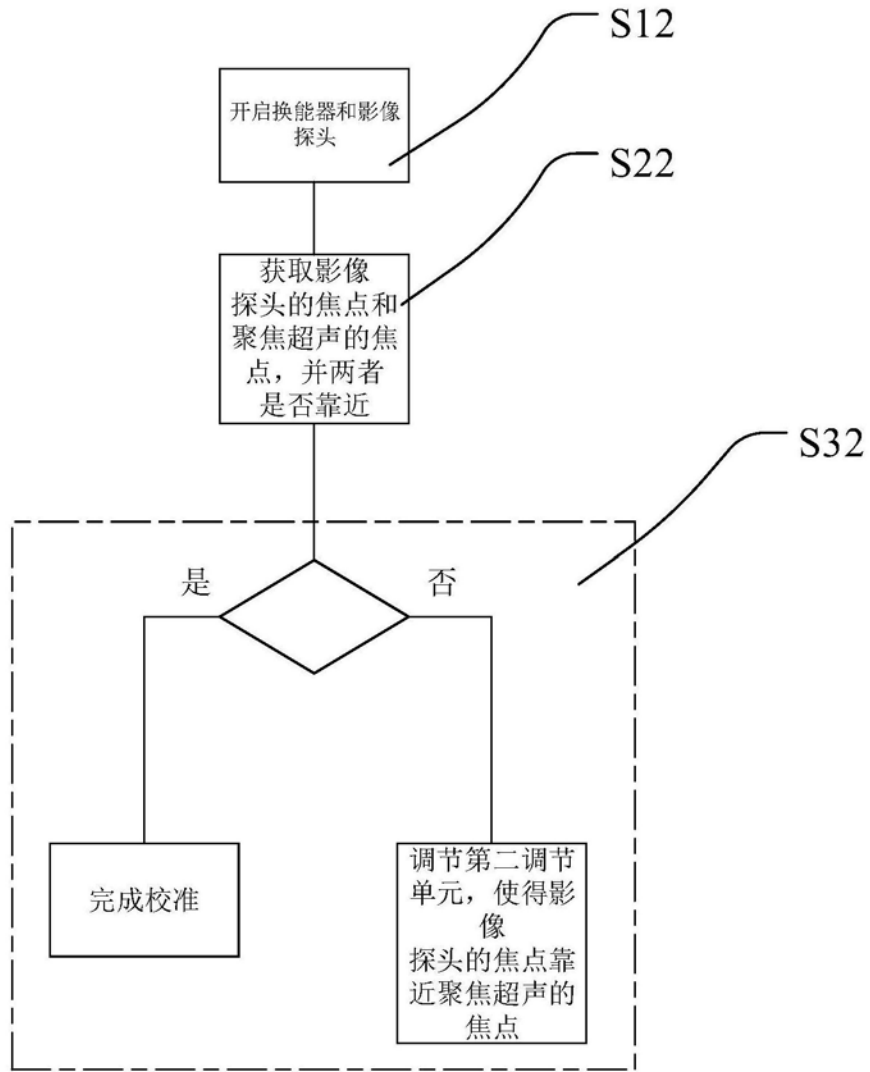 S12
开启换能器和影像
探头
S22
获取影像
探头的焦点和
聚焦超声的焦
点，并两者
是否靠近
S32
是
否
完成校准
调节第二调节
单元，使得影
像
探头的焦点靠
近聚焦超声的
焦点